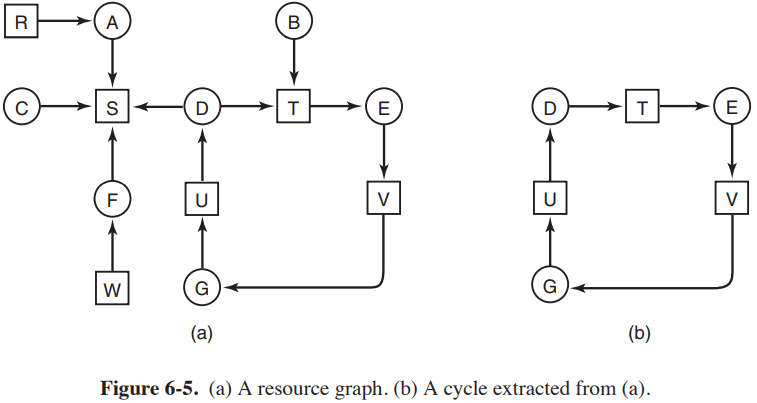 R A B
C S D T E D T E
F U V U V
W G G
(a) (b)
Figure 6-5. (a) A resource graph. (b) A cycle extracted from (a).